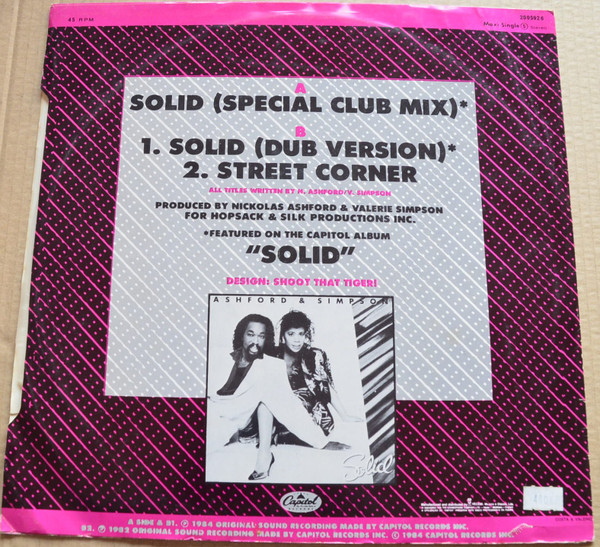 45 RPM
Maxi Single
A
SOLID (SPECIAL CLUB MIX)*
B
1. SOLID (DUB VERSION)*
2. STREET CORNER
ALL TITLES WRITTEN BY N. ASHFORD/V. SIMPSON
PRODUCED BY NICKOLAS ASHFORD & VALERIE SIMPSON
FOR HOPSACK & SILK PRODUCTIONS INC.
*FEATURED ON THE CAPITOL ALBUM
"SOLID"
DESIGN: SHOOT THAT TIGER!
ASHFORD & SIMPSON
Solid
Capitol
RECORDS
A SIDE & B1. ℗ 1984 ORIGINAL SOUND RECORDING MADE BY CAPITOL RECORDS INC.
B2. ℗ 1982 ORIGINAL SOUND RECORDING MADE BY CAPITOL RECORDS INC. © 1984 CAPITOL RECORDS INC.